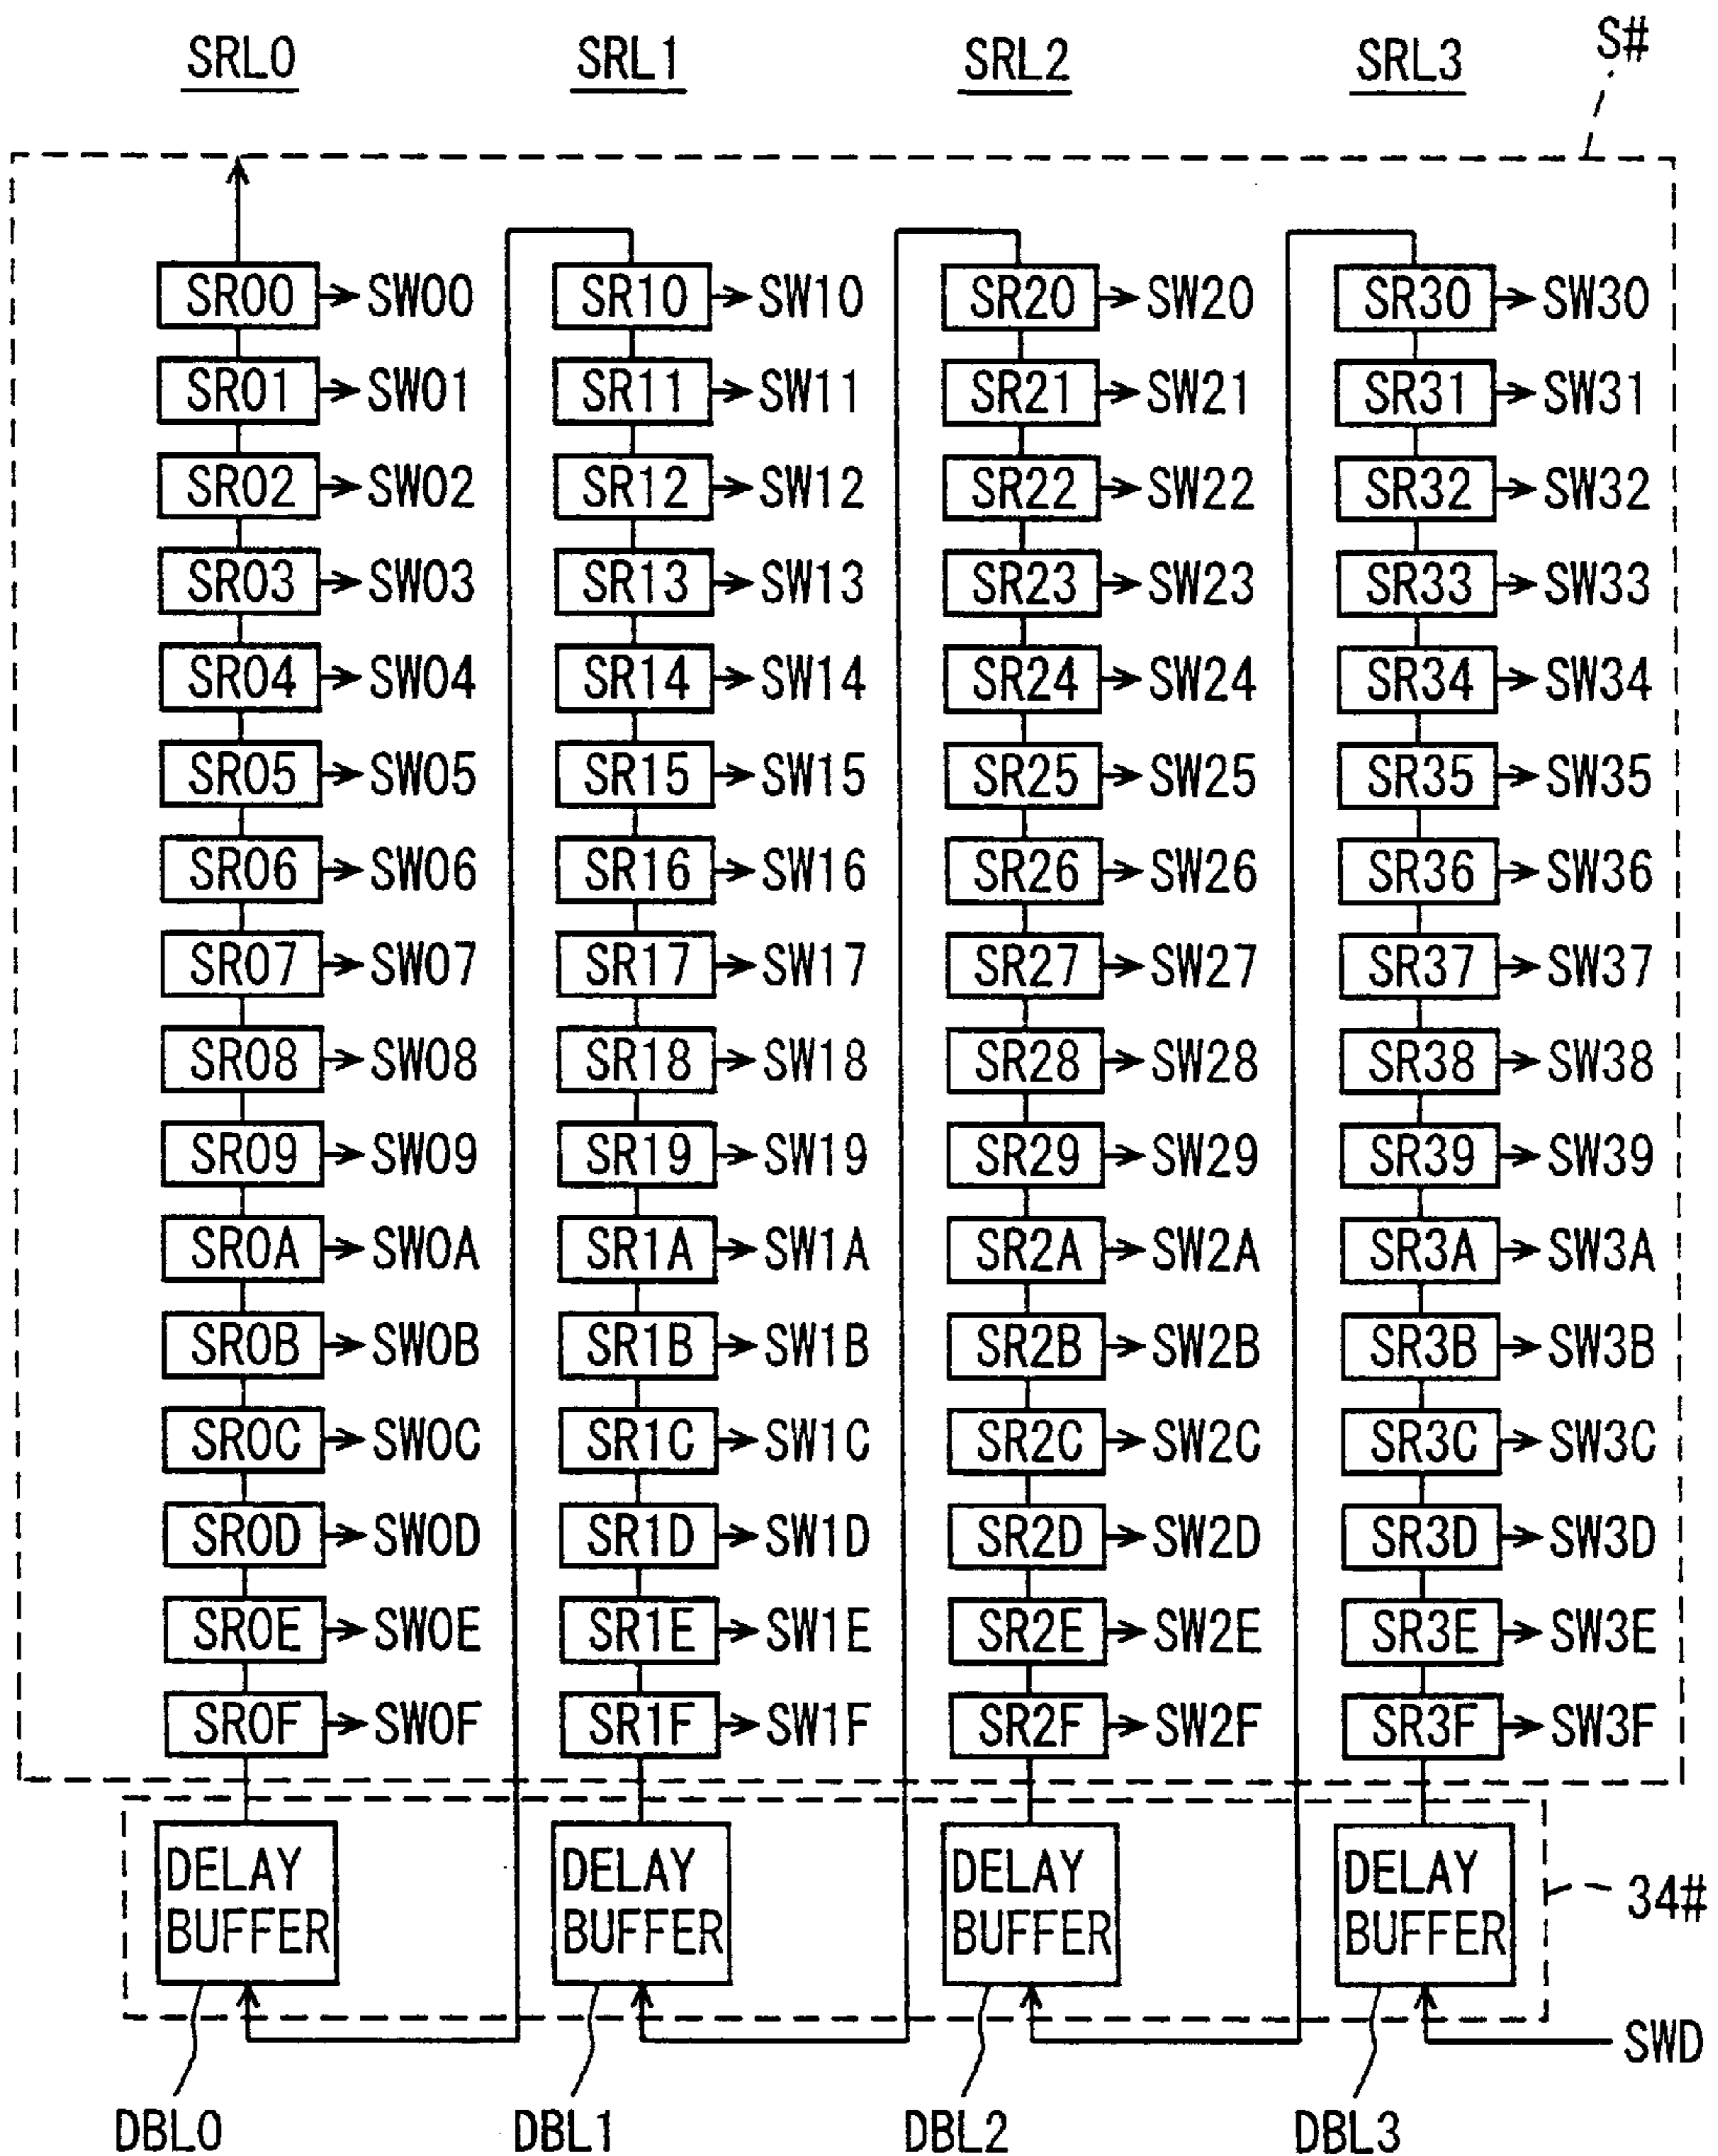 SRL0 SRL1 SRL2 SRL3 S#
SR00 SW00 SR10 SW10 SR20 SW20 SR30 SW30
SR01 SW01 SR11 SW11 SR21 SW21 SR31 SW31
SR02 SW02 SR12 SW12 SR22 SW22 SR32 SW32
SR03 SW03 SR13 SW13 SR23 SW23 SR33 SW33
SR04 SW04 SR14 SW14 SR24 SW24 SR34 SW34
SR05 SW05 SR15 SW15 SR25 SW25 SR35 SW35
SR06 SW06 SR16 SW16 SR26 SW26 SR36 SW36
SR07 SW07 SR17 SW17 SR27 SW27 SR37 SW37
SR08 SW08 SR18 SW18 SR28 SW28 SR38 SW38
SR09 SW09 SR19 SW19 SR29 SW29 SR39 SW39
SR0A SW0A SR1A SW1A SR2A SW2A SR3A SW3A
SR0B SW0B SR1B SW1B SR2B SW2B SR3B SW3B
SR0C SW0C SR1C SW1C SR2C SW2C SR3C SW3C
SR0D SW0D SR1D SW1D SR2D SW2D SR3D SW3D
SR0E SW0E SR1E SW1E SR2E SW2E SR3E SW3E
SR0F SW0F SR1F SW1F SR2F SW2F SR3F SW3F
DELAY DELAY DELAY DELAY
BUFFER BUFFER BUFFER BUFFER
34#
SWD
DBL0 DBL1 DBL2 DBL3